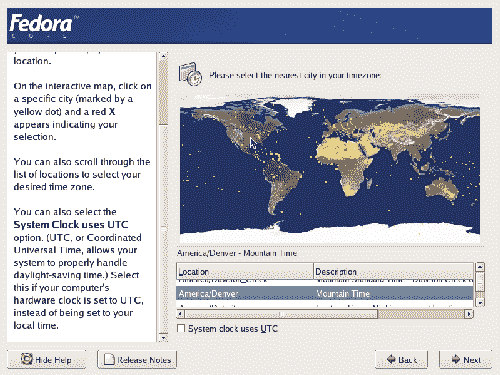 Fedora
CORE
location.
On the interactive map, click on
a specific city (marked by a
yellow dot) and a red X
appears indicating your
selection.
You can also scroll through the
list of locations to select your
desired time zone.
You can also select the
System Clock uses UTC
option. (UTC, or Coordinated
Universal Time, allows your
system to properly handle
daylight-saving time.) Select
this if your computer's
hardware clock is set to UTC,
instead of being set to your
local time.
Please select the nearest city in your timezone:
America/Denver - Mountain Time
Location Description
America/Denver Mountain Time
System clock uses UTC
Hide Help Release Notes Back Next